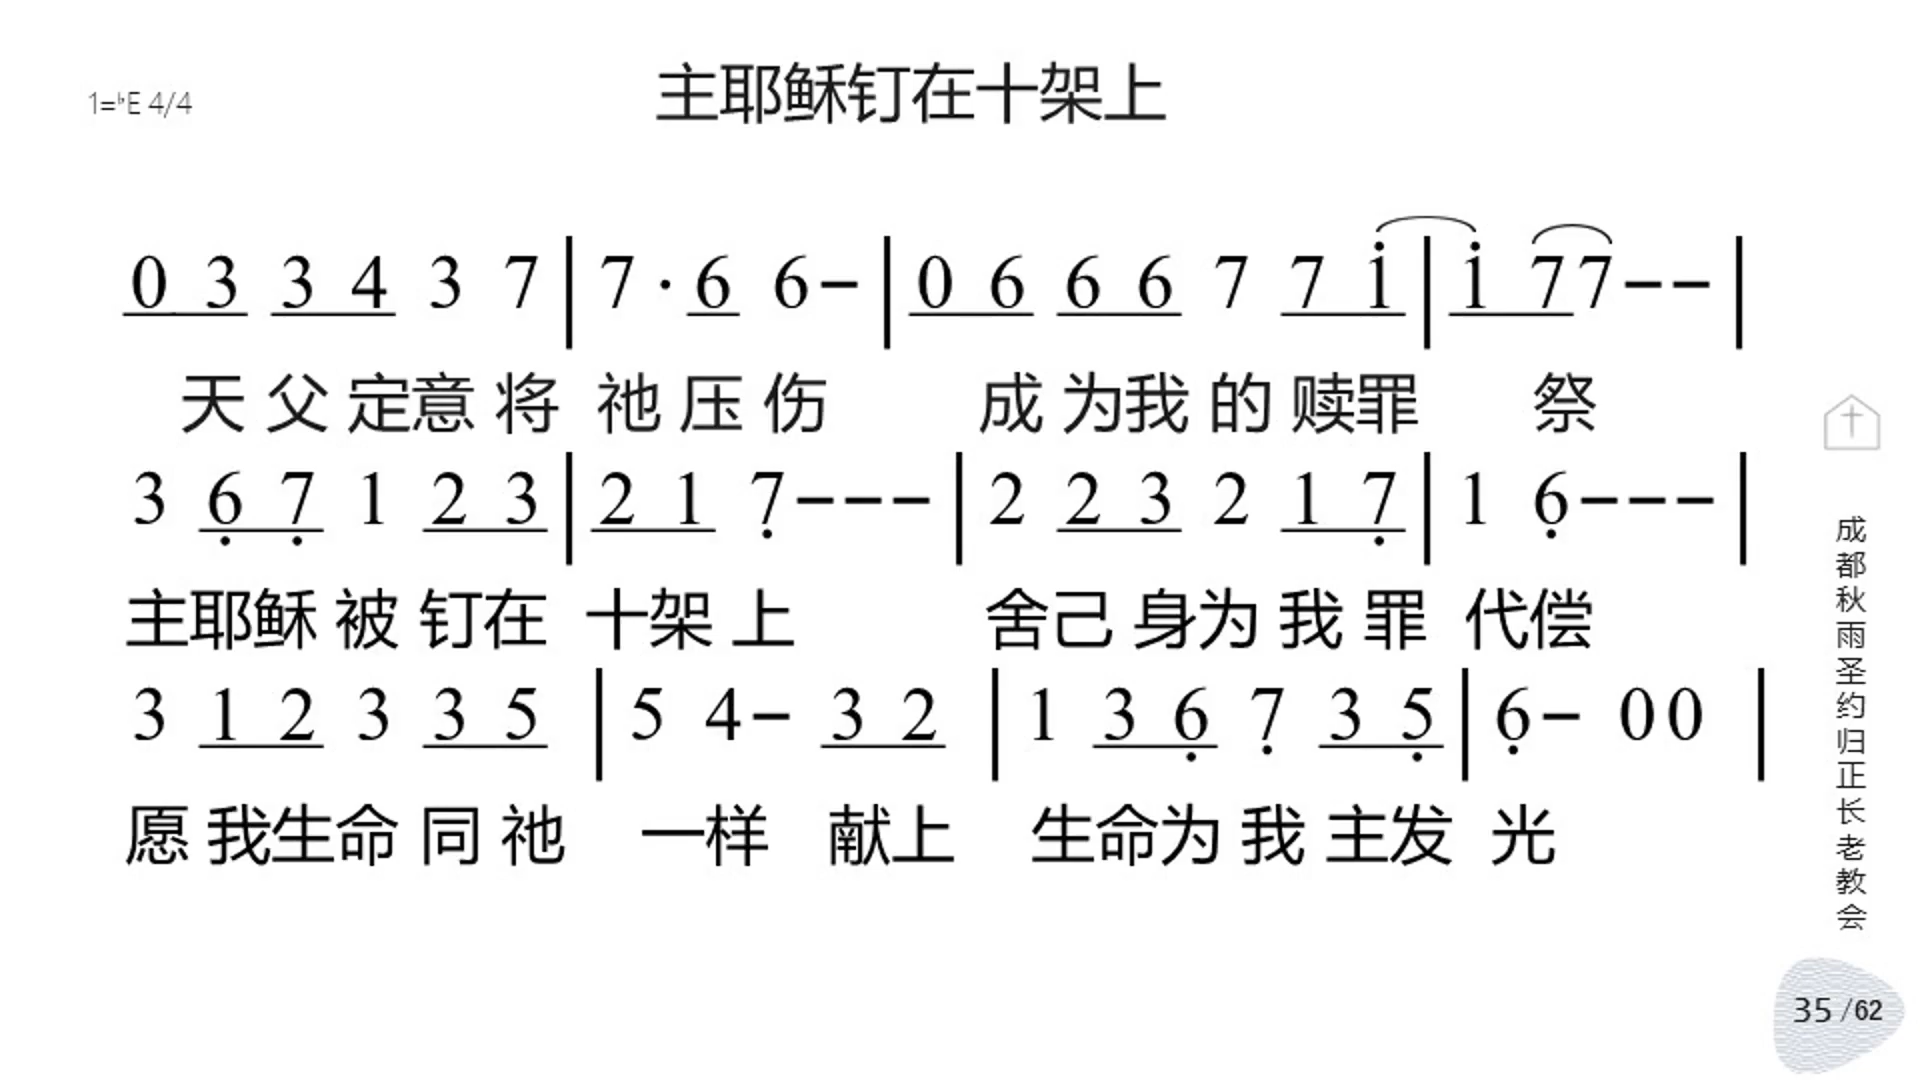 主耶稣钉在十架上
1=♭E 4/4
0 3 3 4 3 7 | 7 · 6 6 – | 0 6 6 6 7 7 i̇ | i̇ 7 7 – – |
天 父 定意 将 祂 压 伤 成 为我 的 赎罪 祭
3 6̣ 7̣ 1 2 3 | 2 1 7̣ – – – | 2 2 3 2 1 7̣ | 1 6̣ – – – |
主耶稣 被 钉在 十架 上 舍己 身为 我 罪 代偿
3 1 2 3 3 5 | 5 4 – 3 2 | 1 3 6̣ 7̣ 3 5̣ | 6̣ – 0 0 |
愿 我生命 同 祂 一样 献上 生命为 我 主发 光
成都秋雨圣约归正长老教会
35 /62